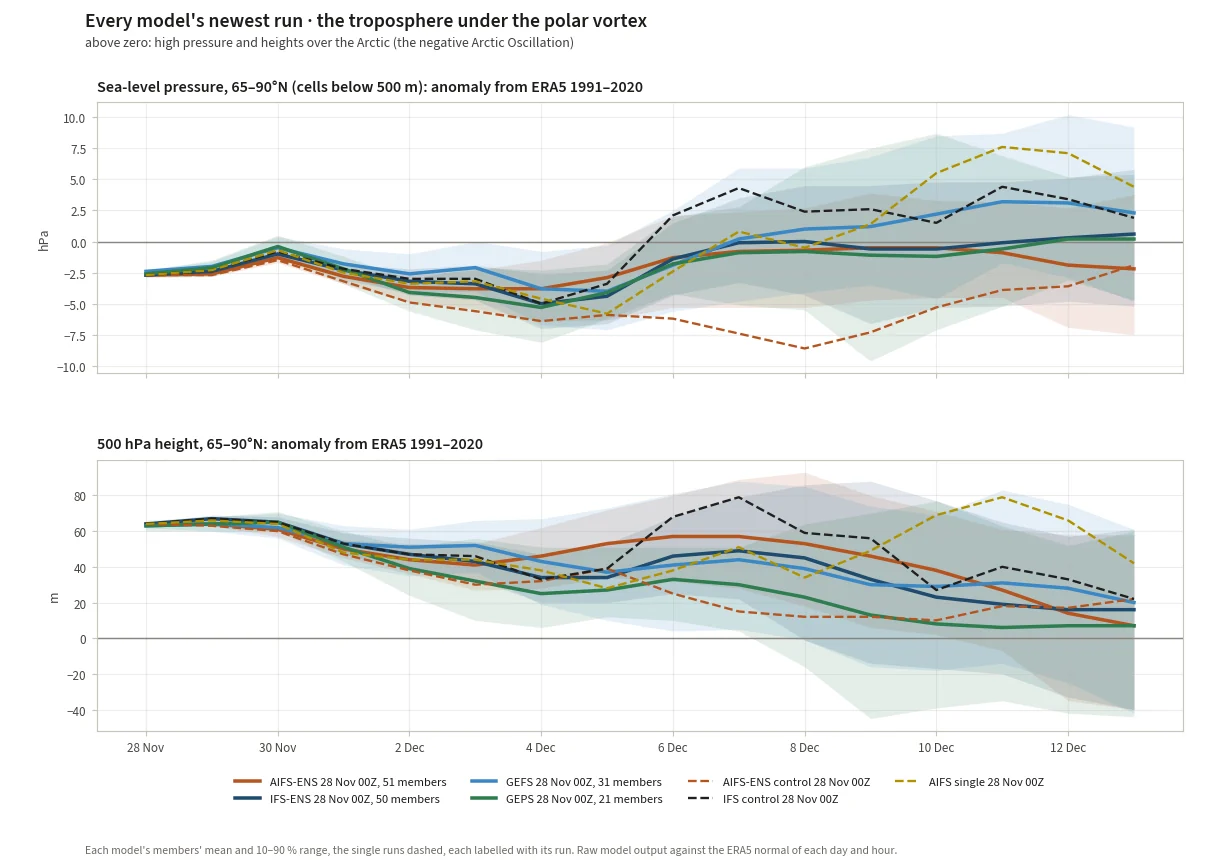 Every model's newest run · the troposphere under the polar vortex
above zero: high pressure and heights over the Arctic (the negative Arctic Oscillation)
Sea-level pressure, 65–90°N (cells below 500 m): anomaly from ERA5 1991–2020
10.0
7.5
5.0
2.5
0.0
−2.5
−5.0
−7.5
−10.0
hPa
500 hPa height, 65–90°N: anomaly from ERA5 1991–2020
80
60
40
20
0
−20
−40
m
28 Nov 30 Nov 2 Dec 4 Dec 6 Dec 8 Dec 10 Dec 12 Dec
AIFS-ENS 28 Nov 00Z, 51 members GEFS 28 Nov 00Z, 31 members AIFS-ENS control 28 Nov 00Z AIFS single 28 Nov 00Z
IFS-ENS 28 Nov 00Z, 50 members GEPS 28 Nov 00Z, 21 members IFS control 28 Nov 00Z
Each model's members' mean and 10–90 % range, the single runs dashed, each labelled with its run. Raw model output against the ERA5 normal of each day and hour.